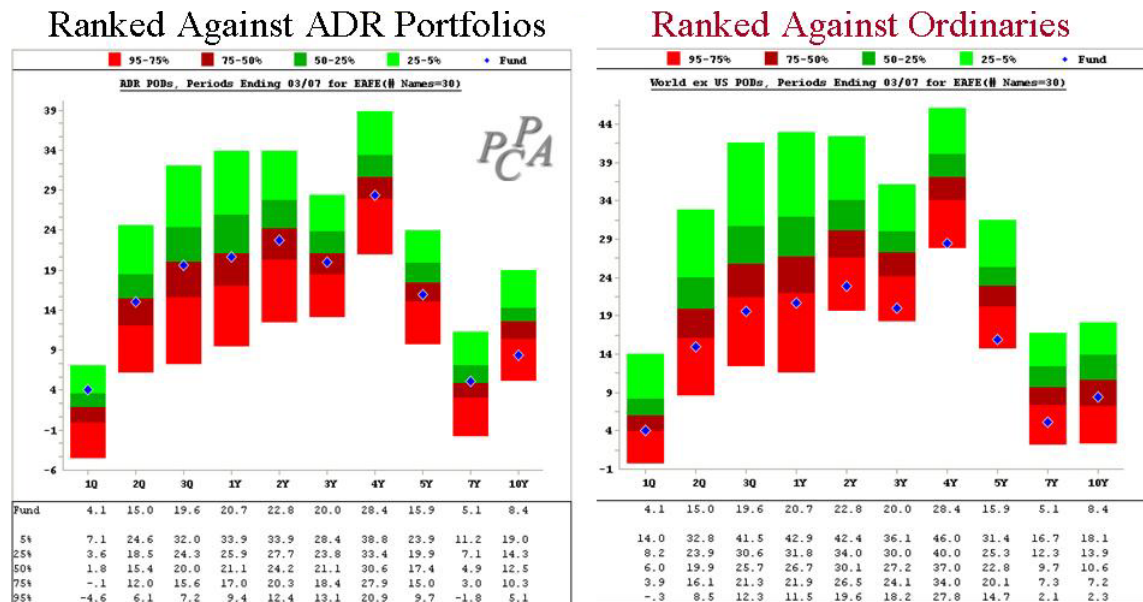 Ranked Against ADR Portfolios
95-75% 75-50% 50-25% 25-5% Fund
ADR PODs, Periods Ending 03/07 for EAFE(# Names=30)
PCPA
39
34
29
24
19
14
9
4
-1
-6
1Q 2Q 3Q 1Y 2Y 3Y 4Y 5Y 7Y 10Y
Fund 4.1 15.0 19.6 20.7 22.8 20.0 28.4 15.9 5.1 8.4
5% 7.1 24.6 32.0 33.9 33.9 28.4 38.8 23.9 11.2 19.0
25% 3.6 18.5 24.3 25.9 27.7 23.8 33.4 19.9 7.1 14.3
50% 1.8 15.4 20.0 21.1 24.2 21.1 30.6 17.4 4.9 12.5
75% -.1 12.0 15.6 17.0 20.3 18.4 27.9 15.0 3.0 10.3
95% -4.6 6.1 7.2 9.4 12.4 13.1 20.9 9.7 -1.8 5.1
Ranked Against Ordinaries
95-75% 75-50% 50-25% 25-5% Fund
World ex US PODs, Periods Ending 03/07 for EAFE(# Names=30)
44
39
34
29
24
19
14
9
4
-1
1Q 2Q 3Q 1Y 2Y 3Y 4Y 5Y 7Y 10Y
4.1 15.0 19.6 20.7 22.8 20.0 28.4 15.9 5.1 8.4
14.0 32.8 41.5 42.9 42.4 36.1 46.0 31.4 16.7 18.1
8.2 23.9 30.6 31.8 34.0 30.0 40.0 25.3 12.3 13.9
6.0 19.9 25.7 26.7 30.1 27.2 37.0 22.8 9.7 10.6
3.9 16.1 21.3 21.9 26.5 24.1 34.0 20.1 7.3 7.2
-.3 8.5 12.3 11.5 19.6 18.2 27.8 14.7 2.1 2.3